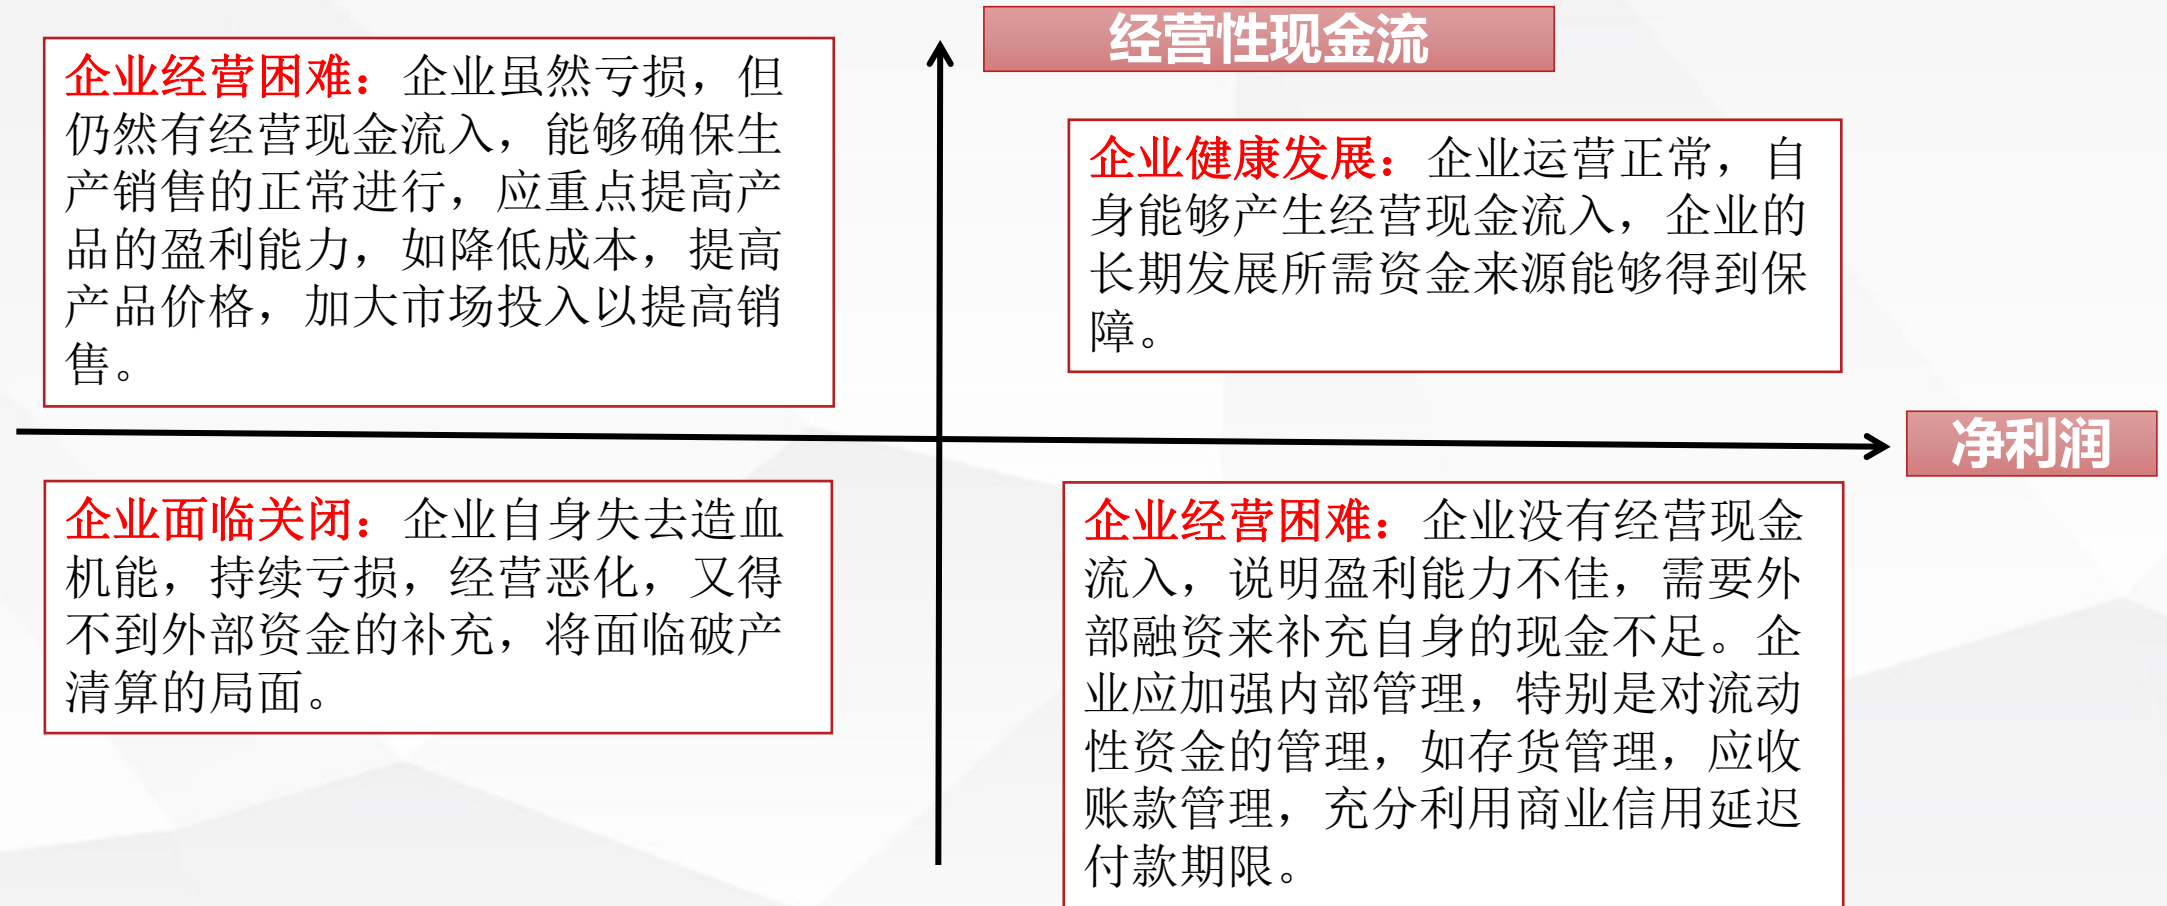 经营性现金流
企业经营困难：企业虽然亏损，但
仍然有经营现金流入，能够确保生
产销售的正常进行，应重点提高产
品的盈利能力，如降低成本，提高
产品价格，加大市场投入以提高销
售。
企业健康发展：企业运营正常，自
身能够产生经营现金流入，企业的
长期发展所需资金来源能够得到保
障。
净利润
企业面临关闭：企业自身失去造血
机能，持续亏损，经营恶化，又得
不到外部资金的补充，将面临破产
清算的局面。
企业经营困难：企业没有经营现金
流入，说明盈利能力不佳，需要外
部融资来补充自身的现金不足。企
业应加强内部管理，特别是对流动
性资金的管理，如存货管理，应收
账款管理，充分利用商业信用延迟
付款期限。